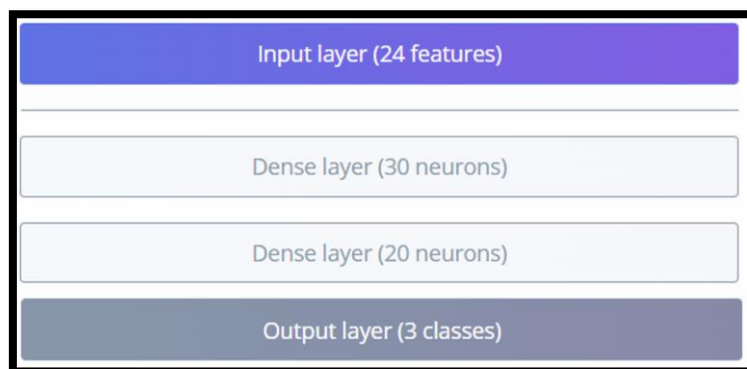 Input layer (24 features)
Dense layer (30 neurons)
Dense layer (20 neurons)
Output layer (3 classes)